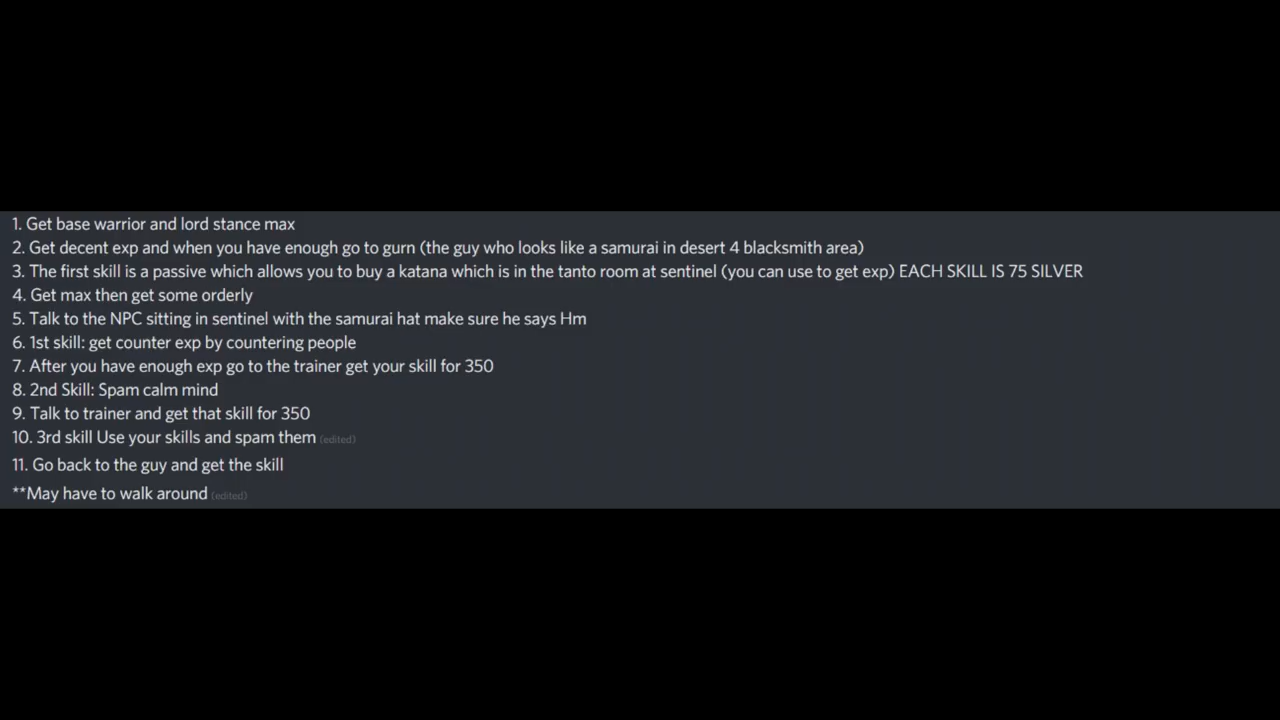 1. Get base warrior and lord stance max
2. Get decent exp and when you have enough go to gurn (the guy who looks like a samurai in desert 4 blacksmith area)
3. The first skill is a passive which allows you to buy a katana which is in the tanto room at sentinel (you can use to get exp) EACH SKILL IS 75 SILVER
4. Get max then get some orderly
5. Talk to the NPC sitting in sentinel with the samurai hat make sure he says Hm
6. 1st skill: get counter exp by countering people
7. After you have enough exp go to the trainer get your skill for 350
8. 2nd Skill: Spam calm mind
9. Talk to trainer and get that skill for 350
10. 3rd skill Use your skills and spam them (edited)
11. Go back to the guy and get the skill
**May have to walk around (edited)